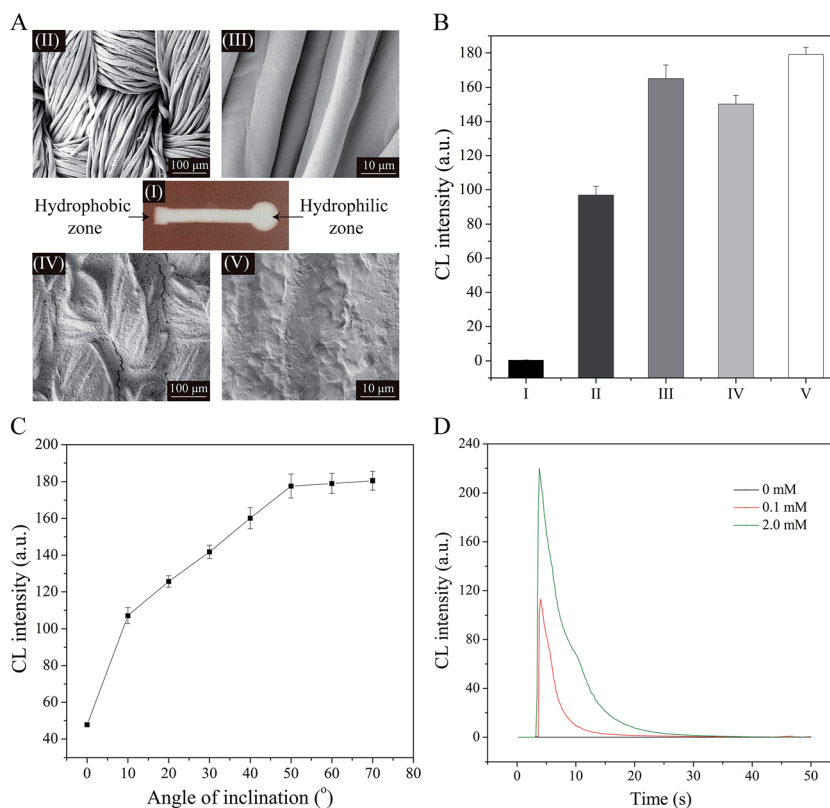 A
(II)
100 μm
(III)
10 μm
Hydrophobic
zone
(I)
Hydrophilic
zone
(IV)
100 μm
(V)
10 μm
B
CL intensity (a.u.)
180
160
140
120
100
80
60
40
20
0
I II III IV V
C
CL intensity (a.u.)
200
180
160
140
120
100
80
60
40
0 10 20 30 40 50 60 70 80
Angle of inclination (°)
D
CL intensity (a.u.)
240
200
160
120
80
40
0
0 mM
0.1 mM
2.0 mM
0 10 20 30 40 50
Time (s)